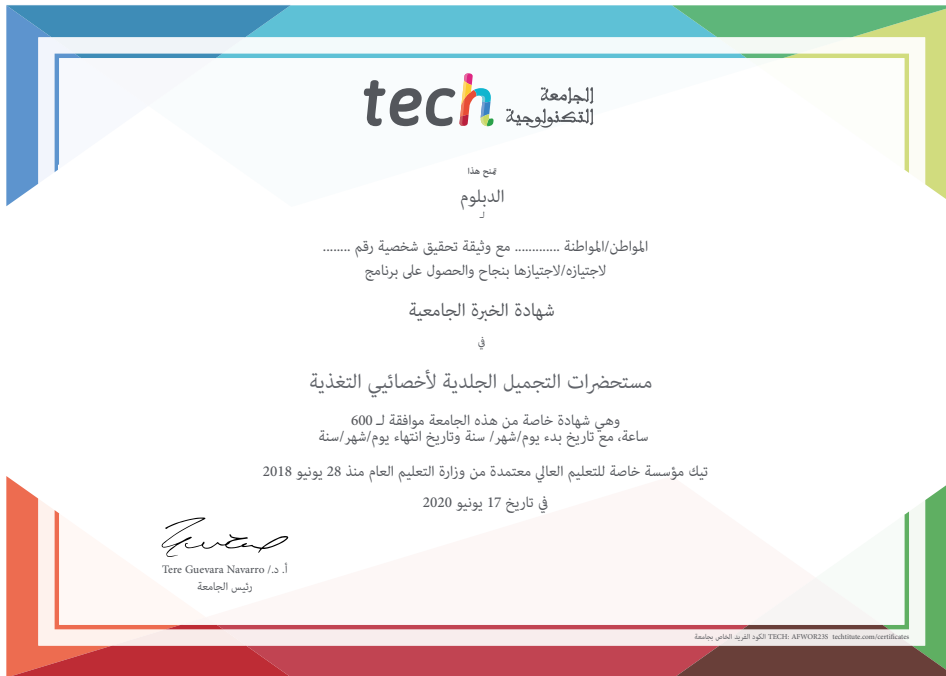 tech الجامعة
التكنولوجية
تمنح هذا
الدبلوم
لـ
المواطن/المواطنة ............. مع وثيقة تحقيق شخصية رقم ........
لاجتيازه/لاجتيازها بنجاح والحصول على برنامج
شهادة الخبرة الجامعية
في
مستحضرات التجميل الجلدية لأخصائيي التغذية
وهي شهادة خاصة من هذه الجامعة موافقة لـ 600
ساعة، مع تاريخ بدء يوم/شهر/ سنة وتاريخ انتهاء يوم/شهر/سنة
تيك مؤسسة خاصة للتعليم العالي معتمدة من وزارة التعليم العام منذ 28 يونيو 2018
في تاريخ 17 يونيو 2020
أ. د./ Tere Guevara Navarro
رئيس الجامعة
الكود الفريد الخاص بجامعة TECH: AFWOR23S techtitute.com/certificates